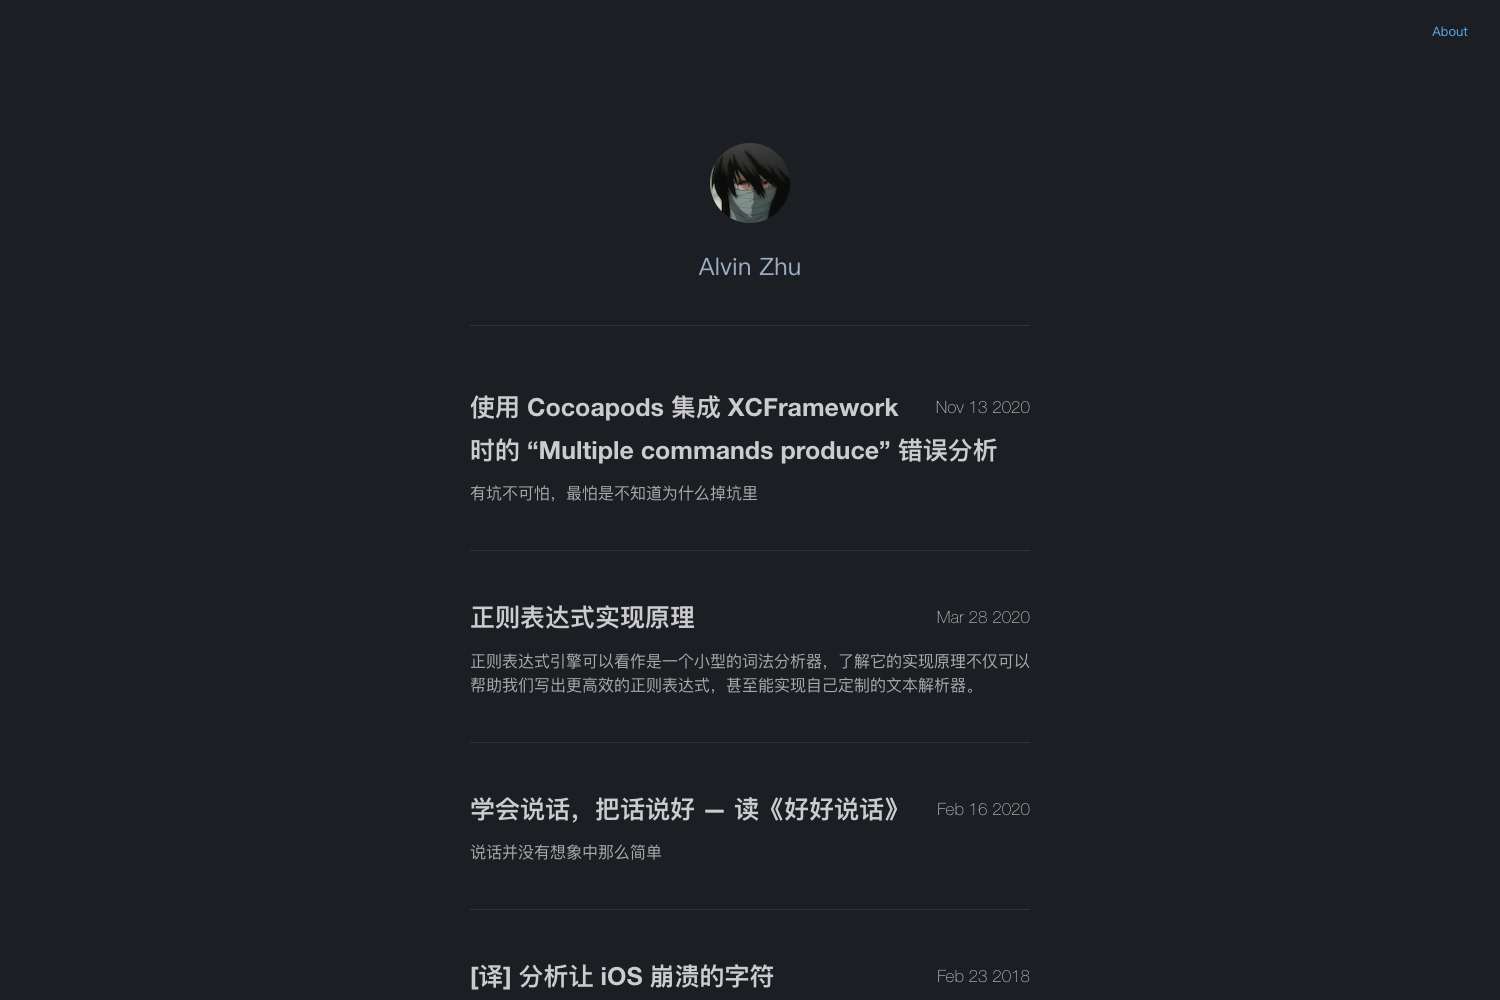 About
Alvin Zhu
使用 Cocoapods 集成 XCFramework
Nov 13 2020
时的 “Multiple commands produce” 错误分析
有坑不可怕，最怕是不知道为什么掉坑里
正则表达式实现原理
Mar 28 2020
正则表达式引擎可以看作是一个小型的词法分析器，了解它的实现原理不仅可以
帮助我们写出更高效的正则表达式，甚至能实现自己定制的文本解析器。
学会说话，把话说好 — 读《好好说话》
Feb 16 2020
说话并没有想象中那么简单
[译] 分析让 iOS 崩溃的字符
Feb 23 2018